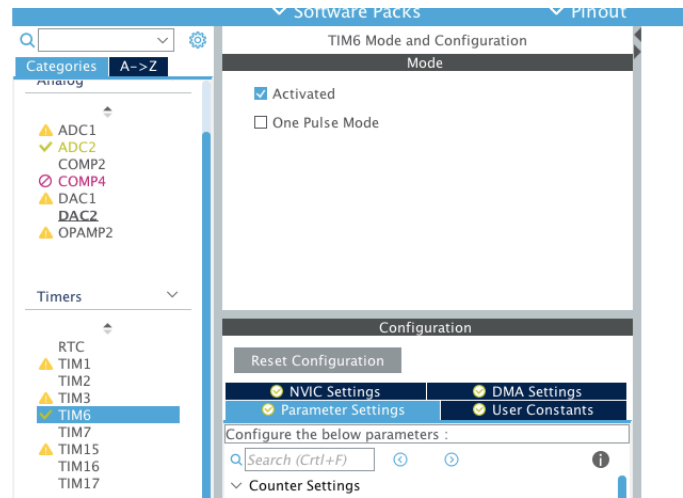 Software Packs
Pinout
Categories
A->Z
Analog
ADC1
ADC2
COMP2
COMP4
DAC1
DAC2
OPAMP2
Timers
RTC
TIM1
TIM2
TIM3
TIM6
TIM7
TIM15
TIM16
TIM17
TIM6 Mode and Configuration
Mode
Activated
One Pulse Mode
Configuration
Reset Configuration
NVIC Settings
DMA Settings
Parameter Settings
User Constants
Configure the below parameters :
Search (Crtl+F)
Counter Settings